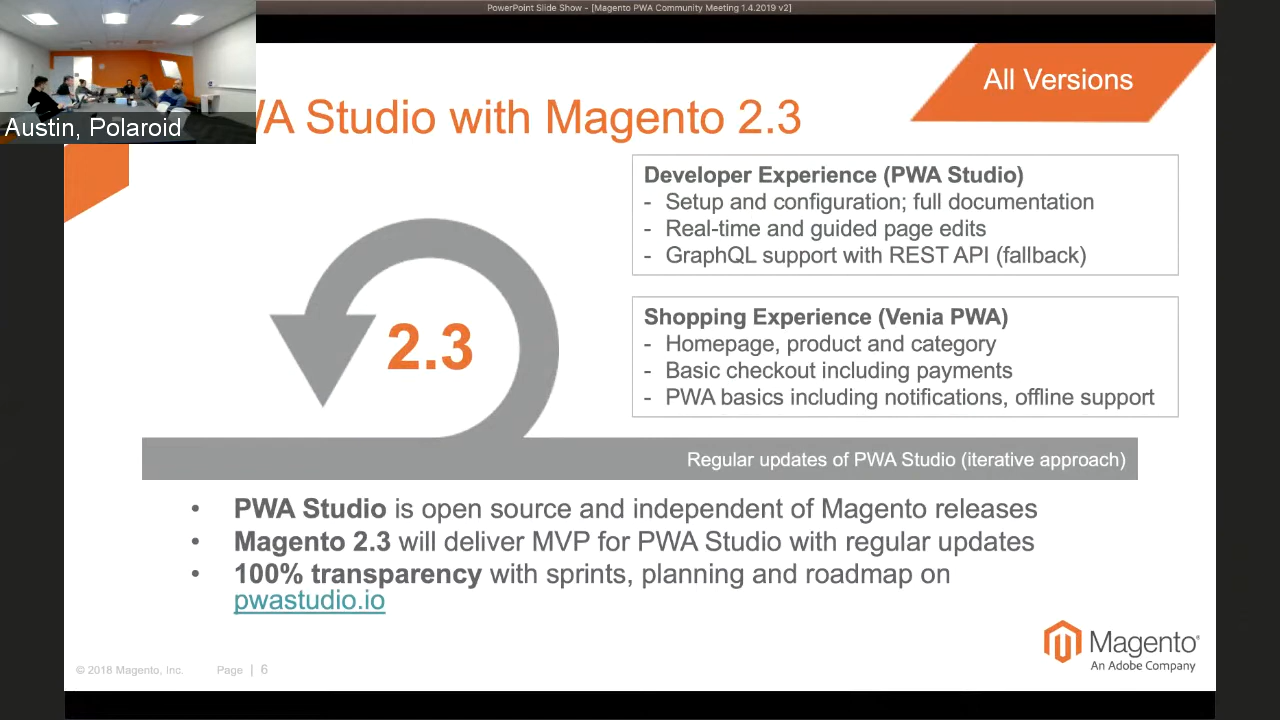 PowerPoint Slide Show - [Magento PWA Community Meeting 1.4.2019 v2]
Austin, Polaroid
All Versions
WA Studio with Magento 2.3
Developer Experience (PWA Studio)
- Setup and configuration; full documentation
- Real-time and guided page edits
- GraphQL support with REST API (fallback)
2.3
Shopping Experience (Venia PWA)
- Homepage, product and category
- Basic checkout including payments
- PWA basics including notifications, offline support
Regular updates of PWA Studio (iterative approach)
• PWA Studio is open source and independent of Magento releases
• Magento 2.3 will deliver MVP for PWA Studio with regular updates
• 100% transparency with sprints, planning and roadmap on
pwastudio.io
Magento®
An Adobe Company
© 2018 Magento, Inc. Page | 6